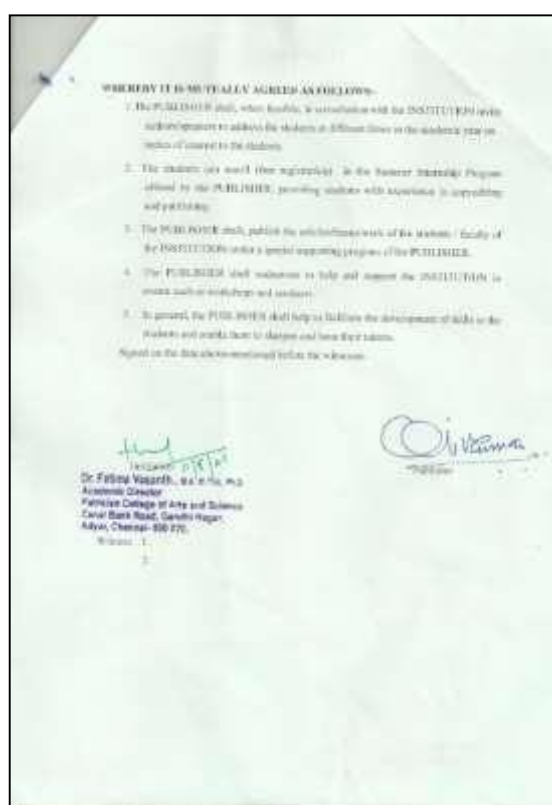 WHEREBY IT IS MUTUALLY AGREED AS FOLLOWS:-
1. The PUBLISHER shall, when feasible, in consultation with the INSTITUTION invite
authors/speakers to address the students at different times in the academic year on
topics of interest to the students.
2. The students can enroll (free registration) in the Summer Internship Program
offered by the PUBLISHER, providing students with experience in copyediting
and publishing.
3. The PUBLISHER shall, publish the work of the students / faculty of
the INSTITUTION under a special supporting program of the PUBLISHER.
4. The PUBLISHER shall endeavour to help and support the INSTITUTION in
events such as workshops and seminars.
5. In general, the PUBLISHER shall help to facilitate the development of skills in the
students and enable them to sharpen and hone their talents.
Signed on the date above mentioned before the witnesses
Dr. Fatima Vasanth,
Academic Director
Patrician College of Arts and Science
Canal Bank Road, Gandhi Nagar,
Adyar, Chennai- 600 020.
Witness 1.
2.